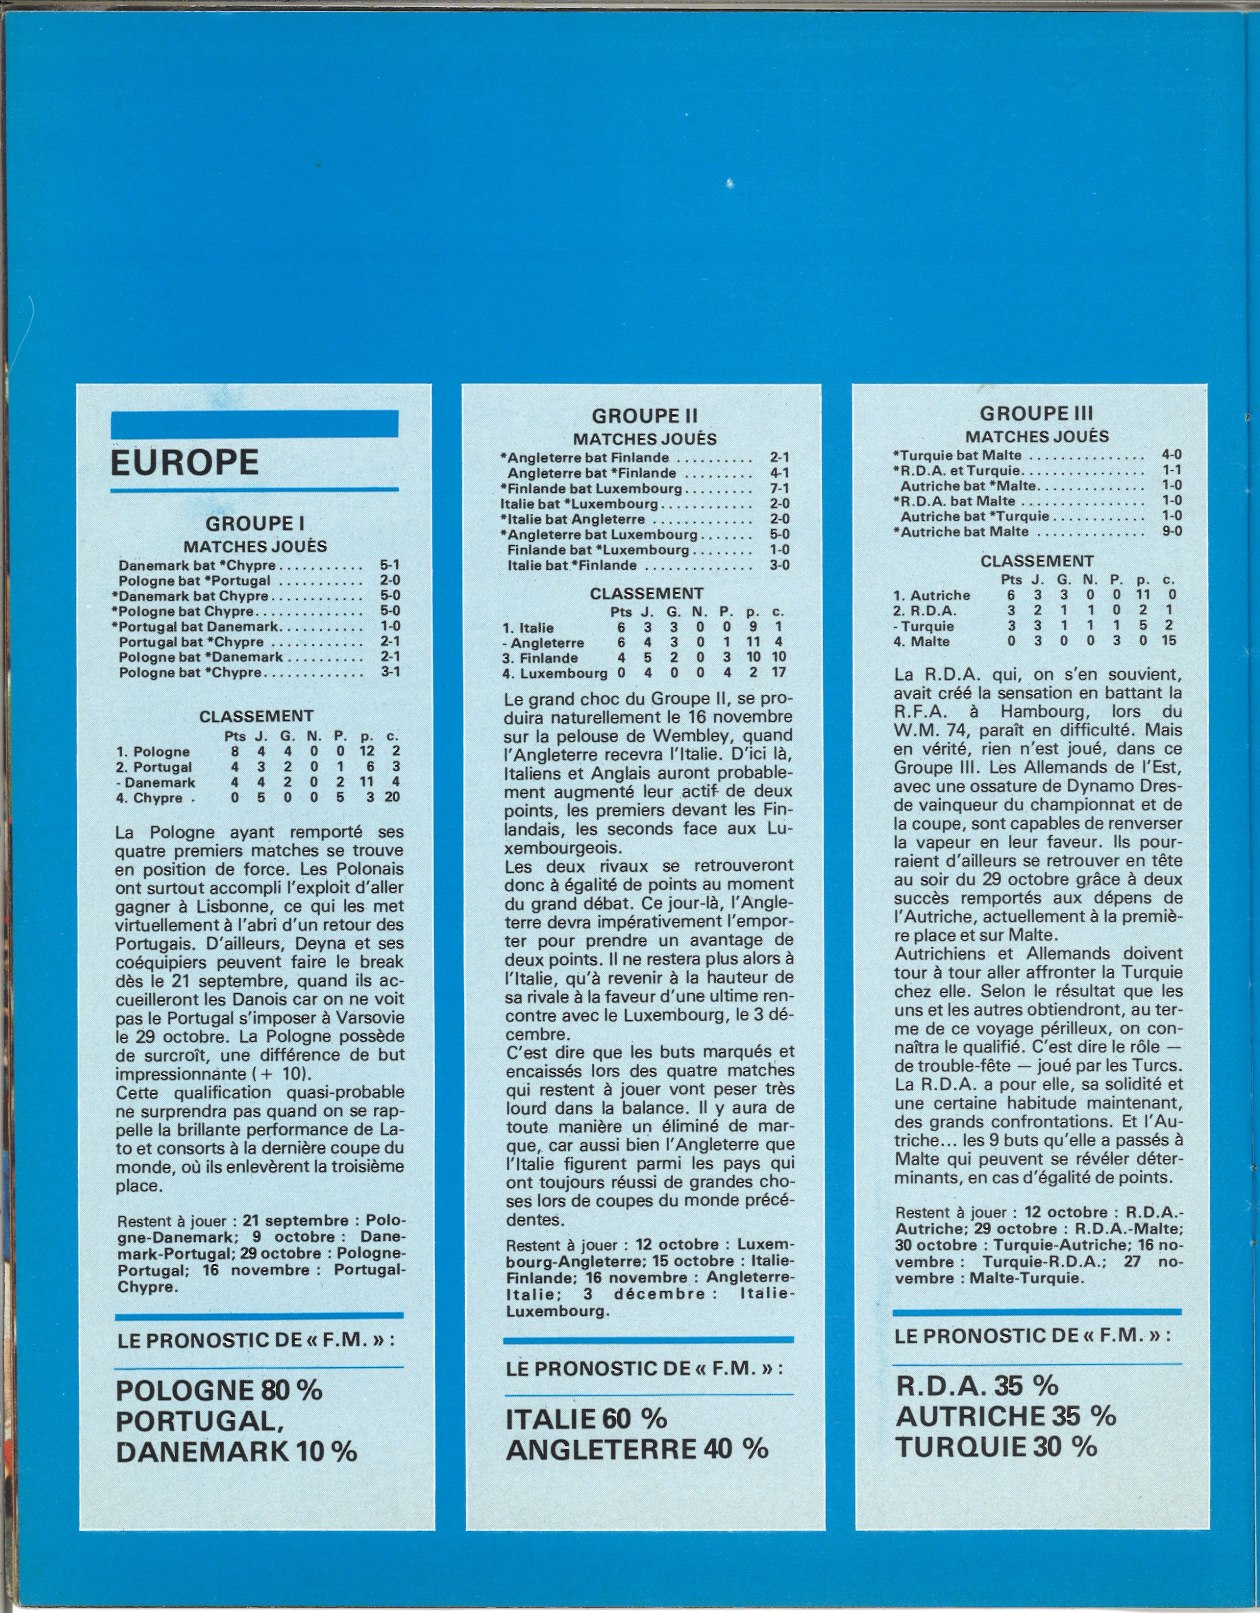 EUROPE
GROUPE I
MATCHES JOUÉS
Danemark bat *Chypre ........... 5-1
Pologne bat *Portugal ........... 2-0
*Danemark bat Chypre ............ 5-0
*Pologne bat Chypre .............. 5-0
*Portugal bat Danemark ........... 1-0
Portugal bat *Chypre ............ 2-1
Pologne bat *Danemark .......... 2-1
Pologne bat *Chypre ............. 3-1
CLASSEMENT
Pts J. G. N. P. p. c.
1. Pologne 8 4 4 0 0 12 2
2. Portugal 4 3 2 0 1 6 3
- Danemark 4 4 2 0 2 11 4
4. Chypre . 0 5 0 0 5 3 20
La Pologne ayant remporté ses
quatre premiers matches se trouve
en position de force. Les Polonais
ont surtout accompli l'exploit d'aller
gagner à Lisbonne, ce qui les met
virtuellement à l'abri d'un retour des
Portugais. D'ailleurs, Deyna et ses
coéquipiers peuvent faire le break
dès le 21 septembre, quand ils ac-
cueilleront les Danois car on ne voit
pas le Portugal s'imposer à Varsovie
le 29 octobre. La Pologne possède
de surcroît, une différence de but
impressionnante (+ 10).
Cette qualification quasi-probable
ne surprendra pas quand on se rap-
pelle la brillante performance de La-
to et consorts à la dernière coupe du
monde, où ils enlevèrent la troisième
place.
Restent à jouer : 21 septembre : Polo-
gne-Danemark; 9 octobre : Dane-
mark-Portugal; 29 octobre : Pologne-
Portugal; 16 novembre : Portugal-
Chypre.
LE PRONOSTIC DE « F.M. » :
POLOGNE 80 %
PORTUGAL,
DANEMARK 10 %
GROUPE II
MATCHES JOUÉS
*Angleterre bat Finlande .......... 2-1
Angleterre bat *Finlande ......... 4-1
*Finlande bat Luxembourg ......... 7-1
Italie bat *Luxembourg ............ 2-0
*Italie bat Angleterre ............. 2-0
*Angleterre bat Luxembourg ....... 5-0
Finlande bat *Luxembourg ........ 1-0
Italie bat *Finlande .............. 3-0
CLASSEMENT
Pts J. G. N. P. p. c.
1. Italie 6 3 3 0 0 9 1
- Angleterre 6 4 3 0 1 11 4
3. Finlande 4 5 2 0 3 10 10
4. Luxembourg 0 4 0 0 4 2 17
Le grand choc du Groupe II, se pro-
duira naturellement le 16 novembre
sur la pelouse de Wembley, quand
l'Angleterre recevra l'Italie. D'ici là,
Italiens et Anglais auront probable-
ment augmenté leur actif de deux
points, les premiers devant les Fin-
landais, les seconds face aux Lu-
xembourgeois.
Les deux rivaux se retrouveront
donc à égalité de points au moment
du grand débat. Ce jour-là, l'Angle-
terre devra impérativement l'empor-
ter pour prendre un avantage de
deux points. Il ne restera plus alors à
l'Italie, qu'à revenir à la hauteur de
sa rivale à la faveur d'une ultime ren-
contre avec le Luxembourg, le 3 dé-
cembre.
C'est dire que les buts marqués et
encaissés lors des quatre matches
qui restent à jouer vont peser très
lourd dans la balance. Il y aura de
toute manière un éliminé de mar-
que, car aussi bien l'Angleterre que
l'Italie figurent parmi les pays qui
ont toujours réussi de grandes cho-
ses lors de coupes du monde précé-
dentes.
Restent à jouer : 12 octobre : Luxem-
bourg-Angleterre; 15 octobre : Italie-
Finlande; 16 novembre : Angleterre-
Italie; 3 décembre : Italie-
Luxembourg.
LE PRONOSTIC DE « F.M. » :
ITALIE 60 %
ANGLETERRE 40 %
GROUPE III
MATCHES JOUÉS
*Turquie bat Malte ............... 4-0
*R.D.A. et Turquie ................ 1-1
Autriche bat *Malte .............. 1-0
*R.D.A. bat Malte ................ 1-0
Autriche bat *Turquie ............ 1-0
*Autriche bat Malte .............. 9-0
CLASSEMENT
Pts J. G. N. P. p. c.
1. Autriche 6 3 3 0 0 11 0
2. R.D.A. 3 2 1 1 0 2 1
- Turquie 3 3 1 1 1 5 2
4. Malte 0 3 0 0 3 0 15
La R.D.A. qui, on s'en souvient,
avait créé la sensation en battant la
R.F.A. à Hambourg, lors du
W.M. 74, paraît en difficulté. Mais
en vérité, rien n'est joué, dans ce
Groupe III. Les Allemands de l'Est,
avec une ossature de Dynamo Dres-
de vainqueur du championnat et de
la coupe, sont capables de renverser
la vapeur en leur faveur. Ils pour-
raient d'ailleurs se retrouver en tête
au soir du 29 octobre grâce à deux
succès remportés aux dépens de
l'Autriche, actuellement à la premiè-
re place et sur Malte.
Autrichiens et Allemands doivent
tour à tour aller affronter la Turquie
chez elle. Selon le résultat que les
uns et les autres obtiendront, au ter-
me de ce voyage périlleux, on con-
naîtra le qualifié. C'est dire le rôle —
de trouble-fête — joué par les Turcs.
La R.D.A. a pour elle, sa solidité et
une certaine habitude maintenant,
des grandes confrontations. Et l'Au-
triche... les 9 buts qu'elle a passés à
Malte qui peuvent se révéler déter-
minants, en cas d'égalité de points.
Restent à jouer : 12 octobre : R.D.A.-
Autriche; 29 octobre : R.D.A.-Malte;
30 octobre : Turquie-Autriche; 16 no-
vembre : Turquie-R.D.A.; 27 no-
vembre : Malte-Turquie.
LE PRONOSTIC DE « F.M. » :
R.D.A. 35 %
AUTRICHE 35 %
TURQUIE 30 %